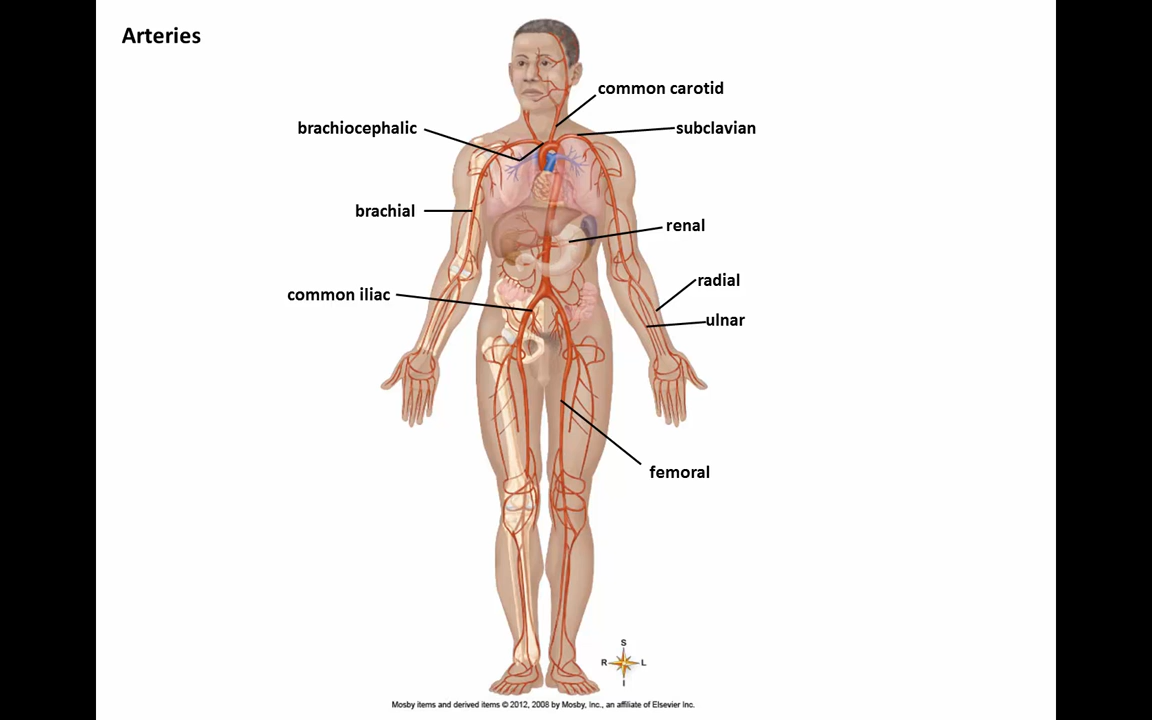 Arteries
common carotid
brachiocephalic
subclavian
brachial
renal
radial
common iliac
ulnar
femoral
S
R
L
I
Mosby items and derived items © 2012, 2008 by Mosby, Inc., an affiliate of Elsevier Inc.